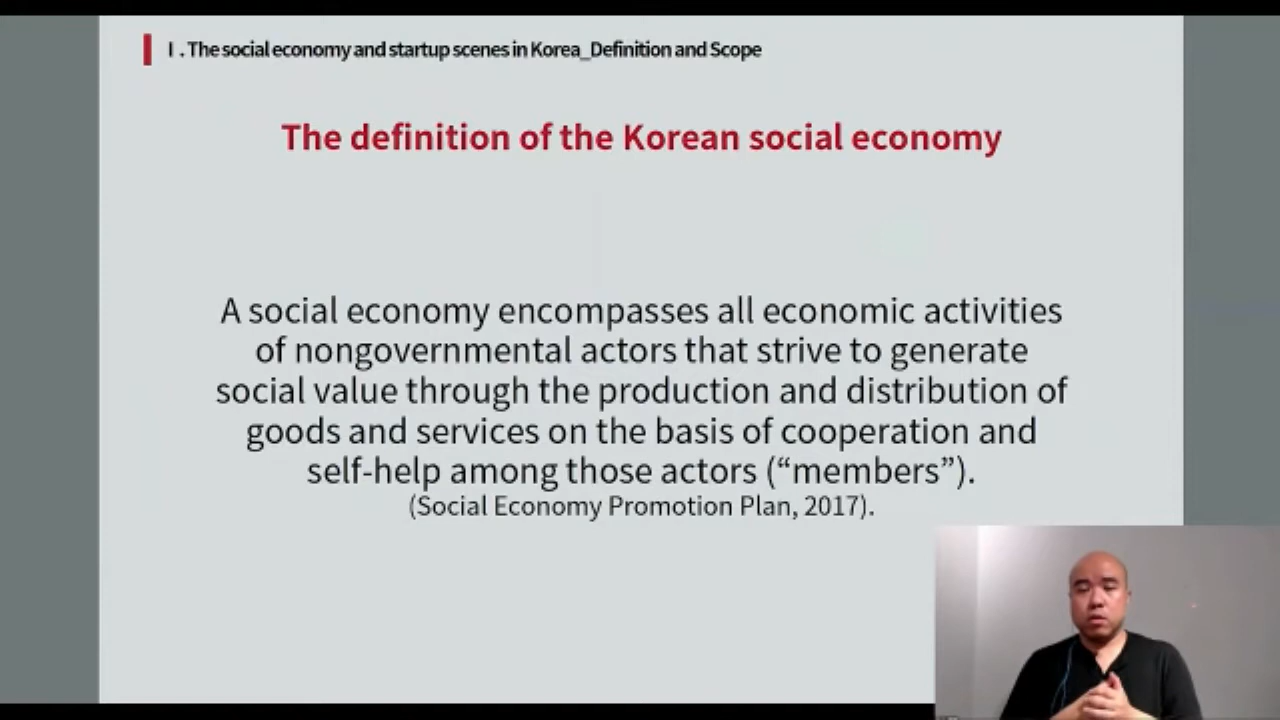 I . The social economy and startup scenes in Korea_Definition and Scope
The definition of the Korean social economy
A social economy encompasses all economic activities
of nongovernmental actors that strive to generate
social value through the production and distribution of
goods and services on the basis of cooperation and
self-help among those actors (“members”).
(Social Economy Promotion Plan, 2017).